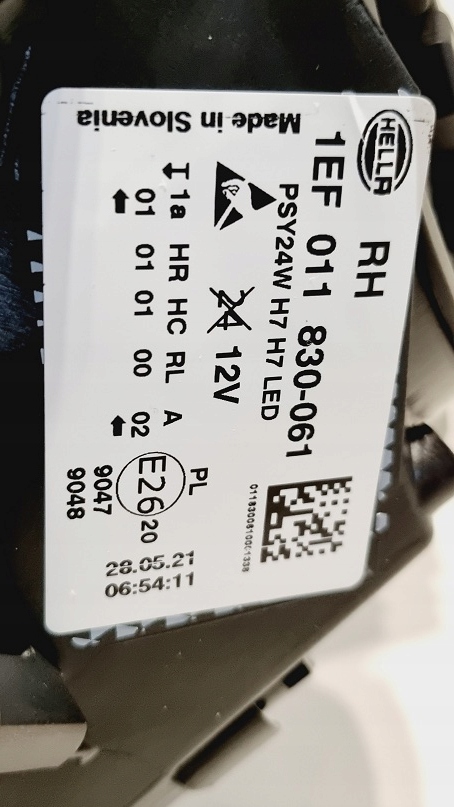 HELLA
RH
1EF 011 830-061
PSY24W H7 H7 LED
Made in Slovenia
24 12V
I 1a HR HC RL A
01 01 01 00 02
PL
E26 20
9047
9048
28.05.21
06:54:11